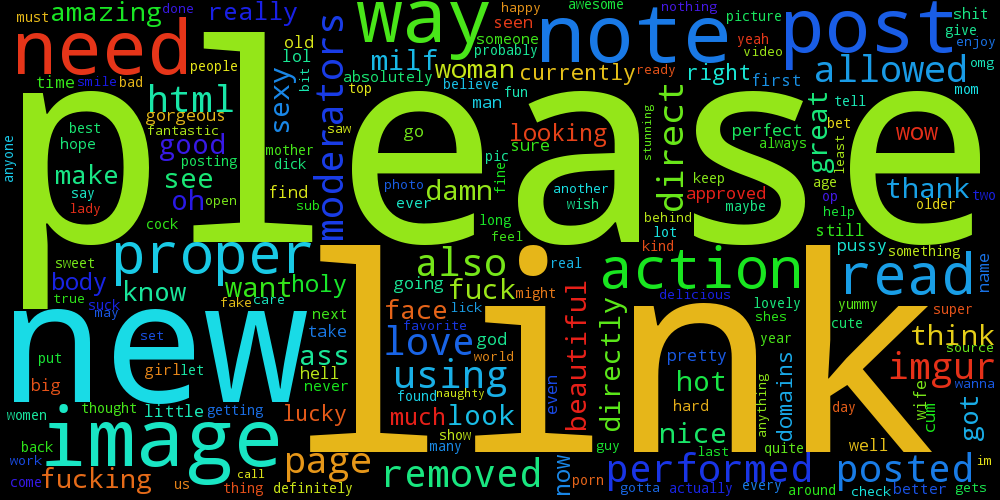 must amazing done really
need
people
old
lol
bit
moderators
way
happy
seen
someone
probably
awesome
nothing
note
picture
yeah
video
post
shit
give
enjoy
time smile bad
html
gorgeous
fantastic
sexy
milf
absolutely
top
woman
believe
man fun
currently
ready
right first
allowed
omg
mom
please
anyone
best
hope
make
say
lady
good
posting
see
oh open
cock
mother
dick
find
sub
saw
go
photo
ever
damn
pic
finer
long
feel
looking
sure
another
wish
stunning
direct
behind
lot
kind
perfect
always
keep
approved
maybe
great
tell
bet
least
age
op
help
still
wow
thank two
older
pussy
something
proper
sweet
body
true
suck
may
know
want holy
fake care
also
going
fuck might
real
action
delicious
read
name
new
link
set
next
take
face
lick
love
favorite
god
world
beautiful
directly
lovely
shes
yummy
cute
super
think
source
put
big
girl let
ass
hell
never
using
found naughty
even
pretty
hot
hard
year
anything
domains
imgur
wanna
women
thought little getting
lucky
much look
show
many
nice
last
day
wife
cum
got
image
back
work
come
fucking
us
call
thing
page
definitely
removed
now
porn
guy
performed
gotta actually every
quite
around
well
posted
im
check better gets